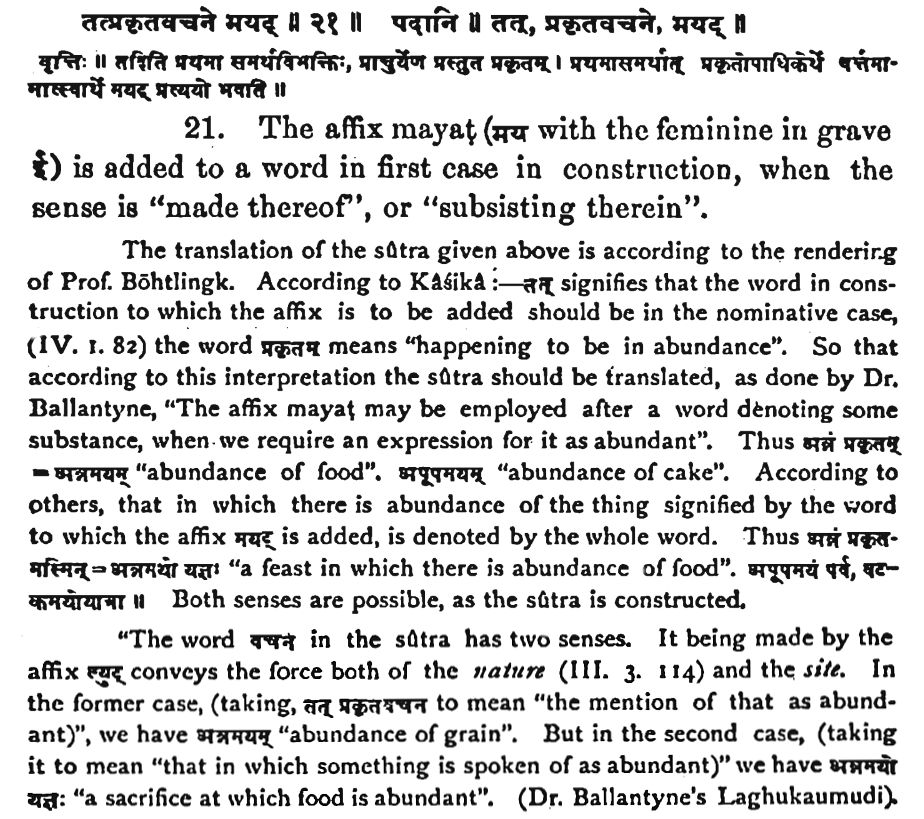 तत्प्रकृतवचने मयट् ॥ २१ ॥ पदानि ॥ तत्, प्रकृतवचने, मयट् ॥
वृत्तिः ॥ तदिति प्रथमा समर्थविभक्तिः, प्राचुर्येण प्रस्तुत प्रकृतम् । प्रथमासमर्थात् प्रकृतोपाधिकेर्थे वर्त्तमा-
नात्स्वार्थे मयट् प्रत्ययो भवति ॥
21. The affix mayaṭ (मय with the feminine in grave
ई) is added to a word in first case in construction, when the
sense is "made thereof", or "subsisting therein".
The translation of the sûtra given above is according to the rendering
of Prof. Böhtlingk. According to Kâśikâ :—तत् signifies that the word in cons-
truction to which the affix is to be added should be in the nominative case,
(IV. 1. 82) the word प्रकृतम means "happening to be in abundance". So that
according to this interpretation the sûtra should be translated, as done by Dr.
Ballantyne, "The affix mayaṭ may be employed after a word denoting some
substance, when we require an expression for it as abundant". Thus अन्नं प्रकृतम्
= अन्नमयम् "abundance of food". अपूपमयम् "abundance of cake". According to
others, that in which there is abundance of the thing signified by the word
to which the affix मयट् is added, is denoted by the whole word. Thus अन्नं प्रकृत-
मस्मिन् = अन्नमयो यज्ञः "a feast in which there is abundance of food". अपूपमयं पर्व, वट-
कमयोयात्रा ॥ Both senses are possible, as the sûtra is constructed.
"The word वचनं in the sûtra has two senses. It being made by the
affix ल्युट् conveys the force both of the nature (III. 3. 114) and the site. In
the former case, (taking, तत् प्रकृतवचन to mean "the mention of that as abund-
ant)", we have अन्नमयम् "abundance of grain". But in the second case, (taking
it to mean "that in which something is spoken of as abundant)" we have अन्नमयो
यज्ञः "a sacrifice at which food is abundant". (Dr. Ballantyne's Laghukaumudi).